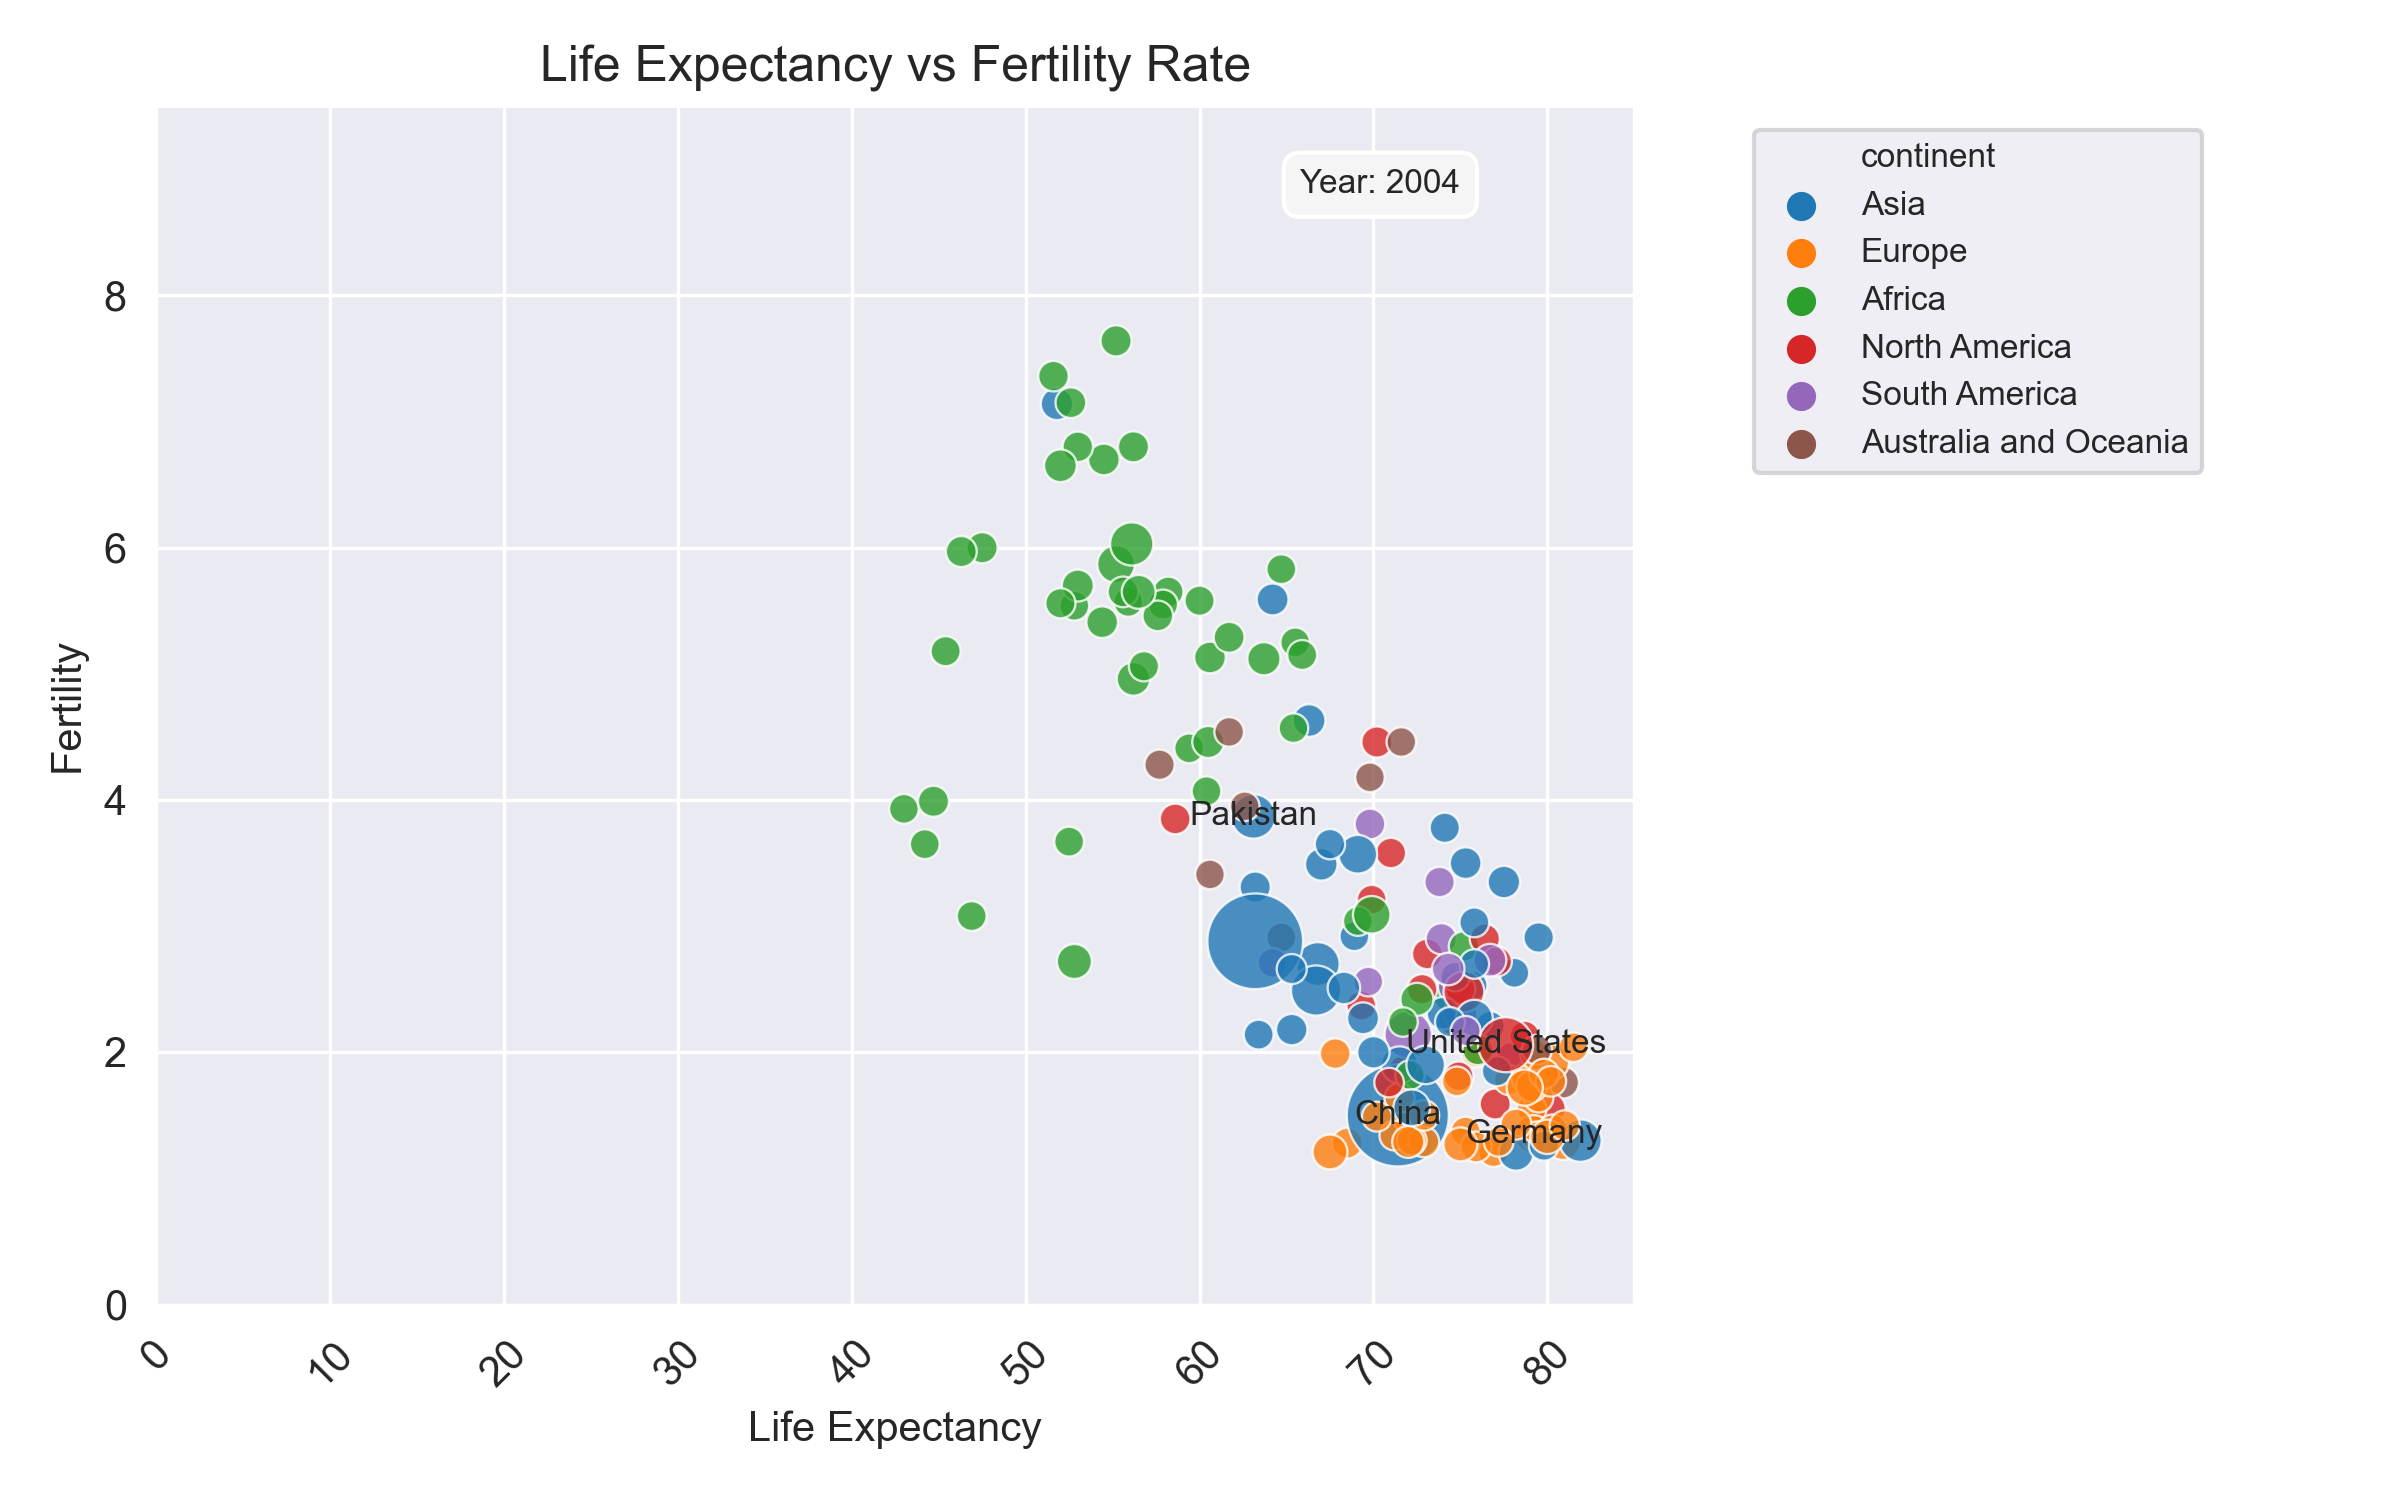 Life Expectancy vs Fertility Rate
Year: 2004
continent
Asia
Europe
Africa
North America
South America
Australia and Oceania
8
6
4
2
0
Fertility
Pakistan
United States
China
Germany
0
10
20
30
40
50
60
70
80
Life Expectancy